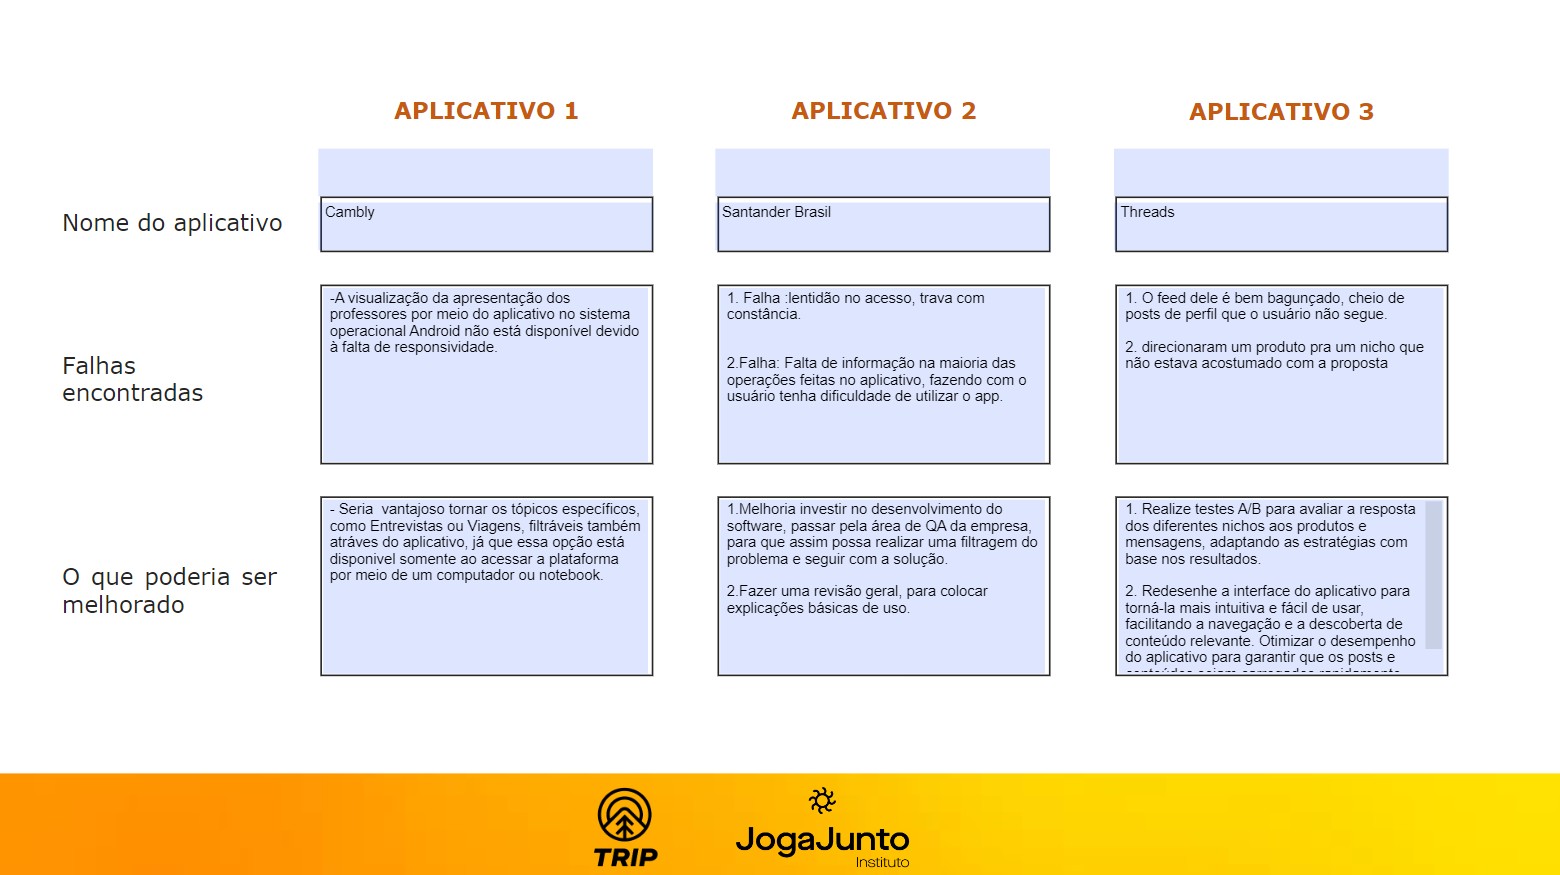 APLICATIVO 1
APLICATIVO 2
APLICATIVO 3
Nome do aplicativo
Cambly
Santander Brasil
Threads
Falhas
encontradas
-A visualização da apresentação dos
professores por meio do aplicativo no sistema
operacional Android não está disponível devido
à falta de responsividade.
1. Falha :lentidão no acesso, trava com
constância.
2.Falha: Falta de informação na maioria das
operações feitas no aplicativo, fazendo com o
usuário tenha dificuldade de utilizar o app.
1. O feed dele é bem bagunçado, cheio de
posts de perfil que o usuário não segue.
2. direcionaram um produto pra um nicho que
não estava acostumado com a proposta
O que poderia ser
melhorado
- Seria  vantajoso tornar os tópicos específicos,
como Entrevistas ou Viagens, filtráveis também
atráves do aplicativo, já que essa opção está
disponivel somente ao acessar a plataforma
por meio de um computador ou notebook.
1.Melhoria investir no desenvolvimento do
software, passar pela área de QA da empresa,
para que assim possa realizar uma filtragem do
problema e seguir com a solução.
2.Fazer uma revisão geral, para colocar
explicações básicas de uso.
1. Realize testes A/B para avaliar a resposta
dos diferentes nichos aos produtos e
mensagens, adaptando as estratégias com
base nos resultados.
2. Redesenhe a interface do aplicativo para
torná-la mais intuitiva e fácil de usar,
facilitando a navegação e a descoberta de
conteúdo relevante. Otimizar o desempenho
do aplicativo para garantir que os posts e
TRIP
JogaJunto
Instituto